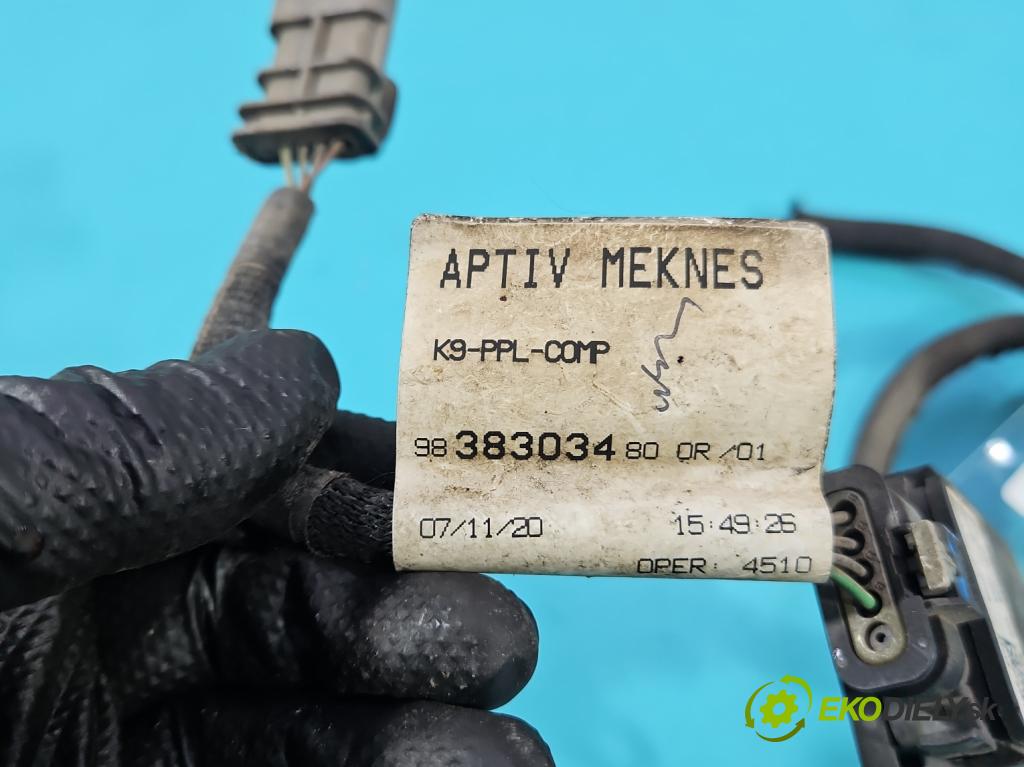 APTIV MEKNES
K9-PPL-COMP
98 383034 80 0R /01
07/11/20 15:49:26
OPER: 4510
EKODIELY.sk